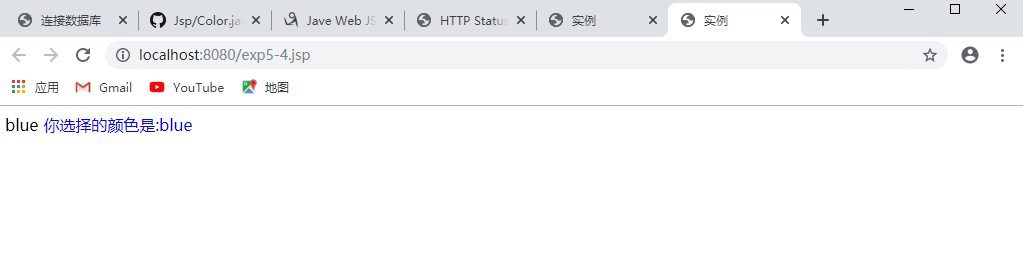 连接数据库
Jsp/Color.jav
Jave Web JS
HTTP Status
实例
实例
localhost:8080/exp5-4.jsp
应用 Gmail YouTube 地图
blue 你选择的颜色是:blue